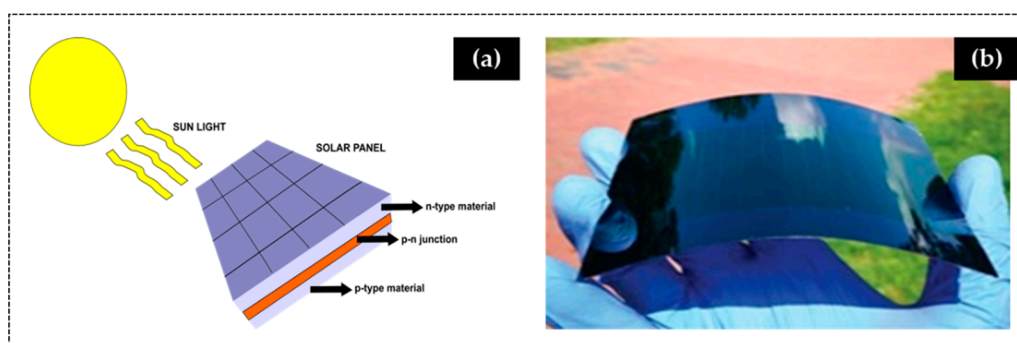 (a)
SUN LIGHT
SOLAR PANEL
n-type material
p-n junction
p-type material
(b)